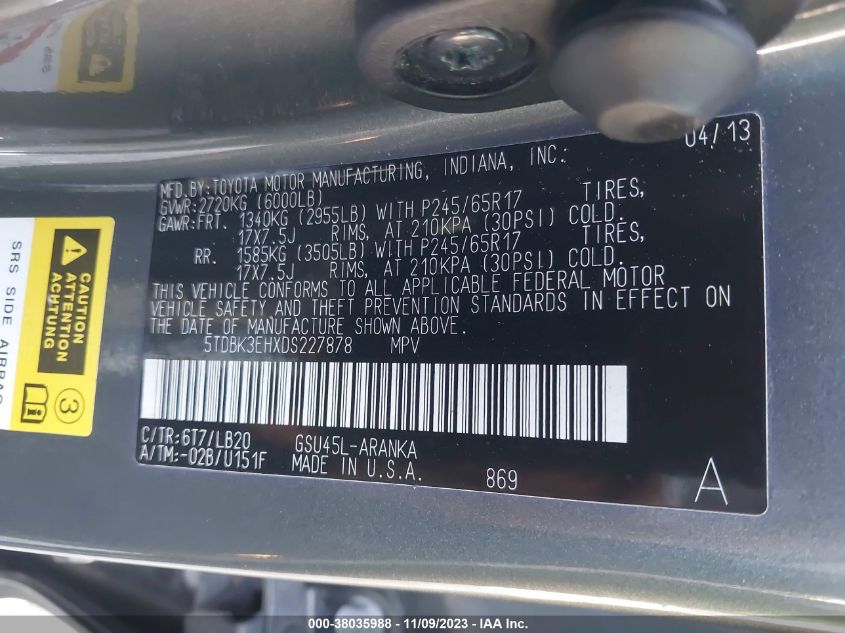 04/13
MFD.BY:TOYOTA MOTOR MANUFACTURING, INDIANA, INC:
GVWR:2720KG (6000LB)
GAWR:FRT. 1340KG (2955LB) WITH P245/65R17 TIRES,
17X7.5J RIMS, AT 210KPA (30PSI) COLD.
RR. 1585KG (3505LB) WITH P245/65R17 TIRES,
17X7.5J RIMS, AT 210KPA (30PSI) COLD.
THIS VEHICLE CONFORMS TO ALL APPLICABLE FEDERAL MOTOR
VEHICLE SAFETY AND THEFT PREVENTION STANDARDS IN EFFECT ON
THE DATE OF MANUFACTURE SHOWN ABOVE.
5TDBK3EHXDS227878 MPV
C/TR:6T7/LB20 GSU45L-ARANKA
A/TM:-02B/U151F MADE IN U.S.A. 869
A
CAUTION
ATTENTION
ACHTUNG
3
SRS SIDE AIRBAG
000-38035988 - 11/09/2023 - IAA Inc.